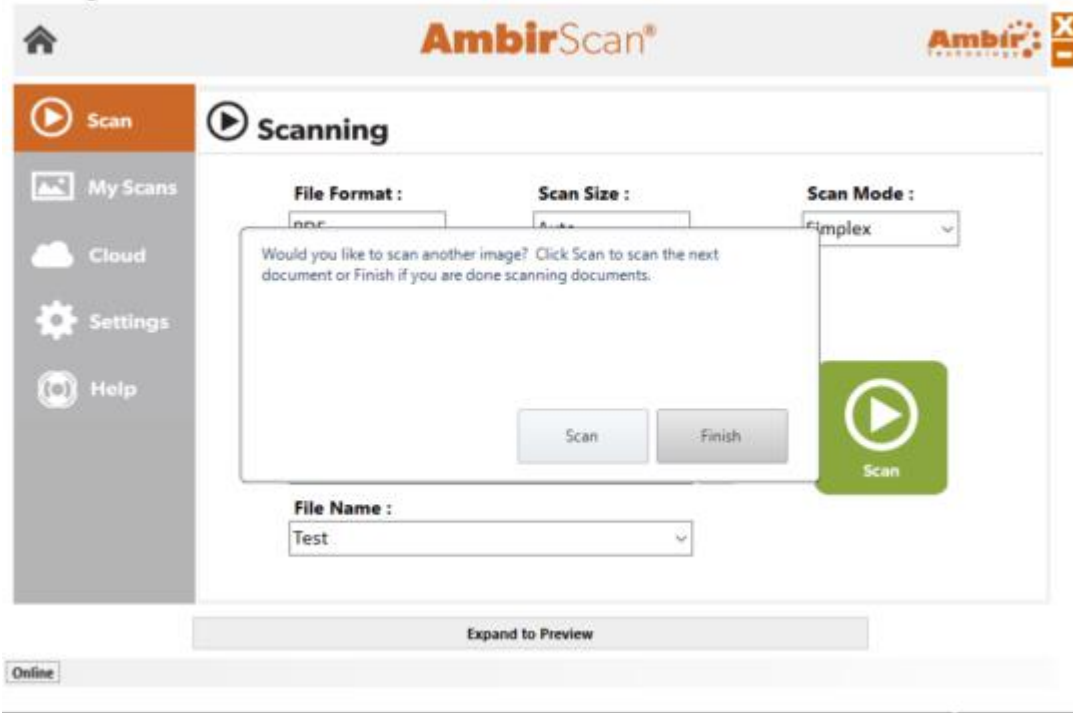 AmbirScan®
Ambir
Technology
X
Scan
Scanning
My Scans
File Format :
Scan Size :
Scan Mode :
Simplex
Cloud
Would you like to scan another image? Click Scan to scan the next
document or Finish if you are done scanning documents.
Settings
Help
Scan
Finish
Scan
File Name :
Test
Expand to Preview
Online